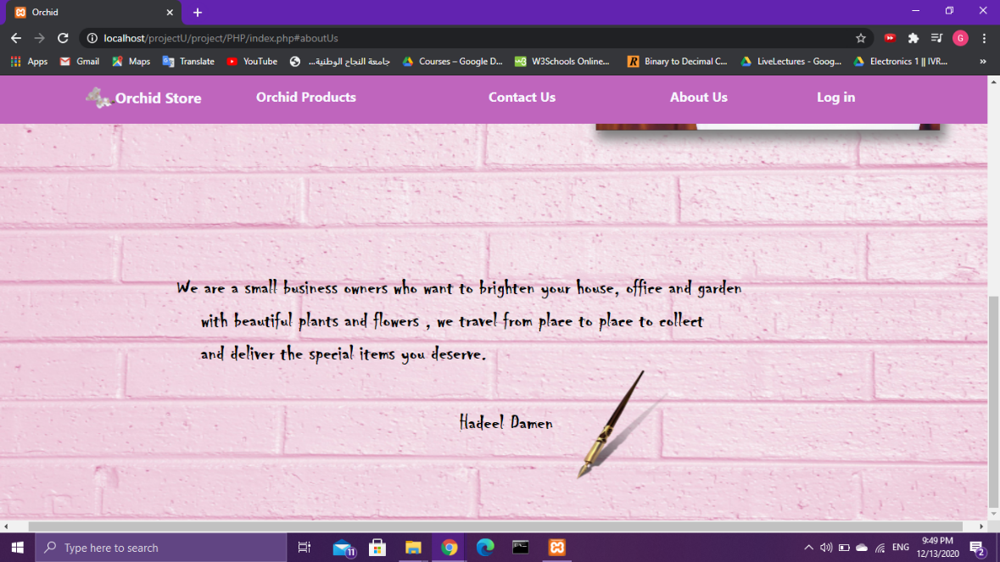 Orchid
localhost/projectU/project/PHP/index.php#aboutUs
G
Apps
Gmail
Maps
Translate
YouTube
جامعة النجاح الوطنية...
Courses – Google D...
W3Schools Online...
Binary to Decimal C...
LiveLectures - Goog...
Electronics 1 || IVR...
»
Orchid Store
Orchid Products
Contact Us
About Us
Log in
We are a small business owners who want to brighten your house, office and garden
with beautiful plants and flowers , we travel from place to place to collect
and deliver the special items you deserve.
Hadeel Damen
Type here to search
11
ENG
9:49 PM
12/13/2020
2